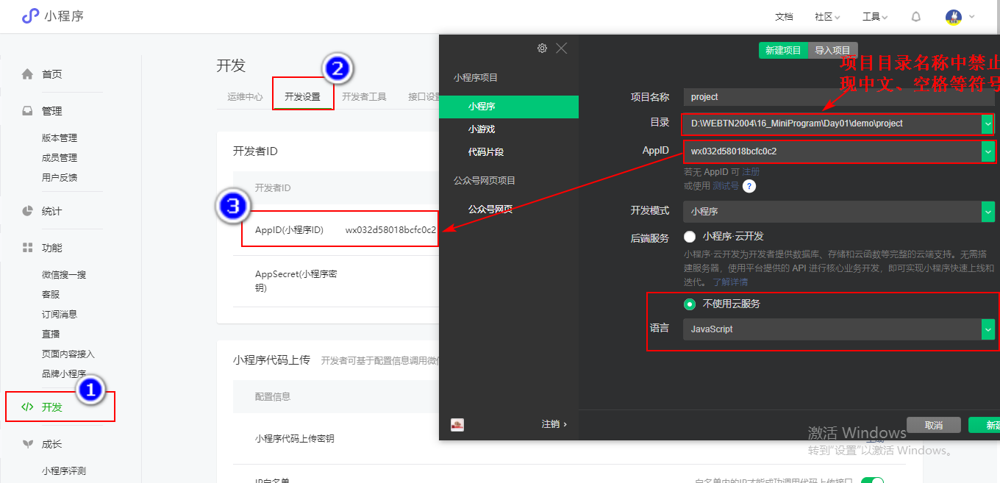 小程序
文档 社区 工具
首页
管理
版本管理
成员管理
用户反馈
统计
功能
微信搜一搜
客服
订阅消息
直播
页面内容接入
品牌小程序
1
开发
成长
小程序评测
开发
2
运维中心 开发设置 开发者工具 接口设置
开发者ID
开发者ID
3
AppID(小程序ID) wx032d58018bcfc0c2
AppSecret(小程序密
钥)
小程序代码上传 开发者可基于配置信息调用微信
配置信息
小程序代码上传密钥
IP白名单
白名单内的IP才能成功调用代码上传接口
小程序项目
小程序
小游戏
代码片段
公众号网页项目
公众号网页
注销 ›
新建项目 导入项目
项目目录名称中禁止
现中文、空格等符号
项目名称 project
目录 D:\WEBTN2004\16_MiniProgram\Day01\demo\project
AppID wx032d58018bcfc0c2
若无 AppID 可 注册
或使用 测试号 ?
开发模式 小程序
后端服务 小程序·云开发
小程序·云开发为开发者提供数据库、存储和云函数等完整的云端支持。无需搭
建服务器，使用平台提供的 API 进行核心业务开发，即可实现小程序快速上线和
迭代。 了解详情
不使用云服务
语言 JavaScript
取消 新建
激活 Windows
转到"设置"以激活 Windows。